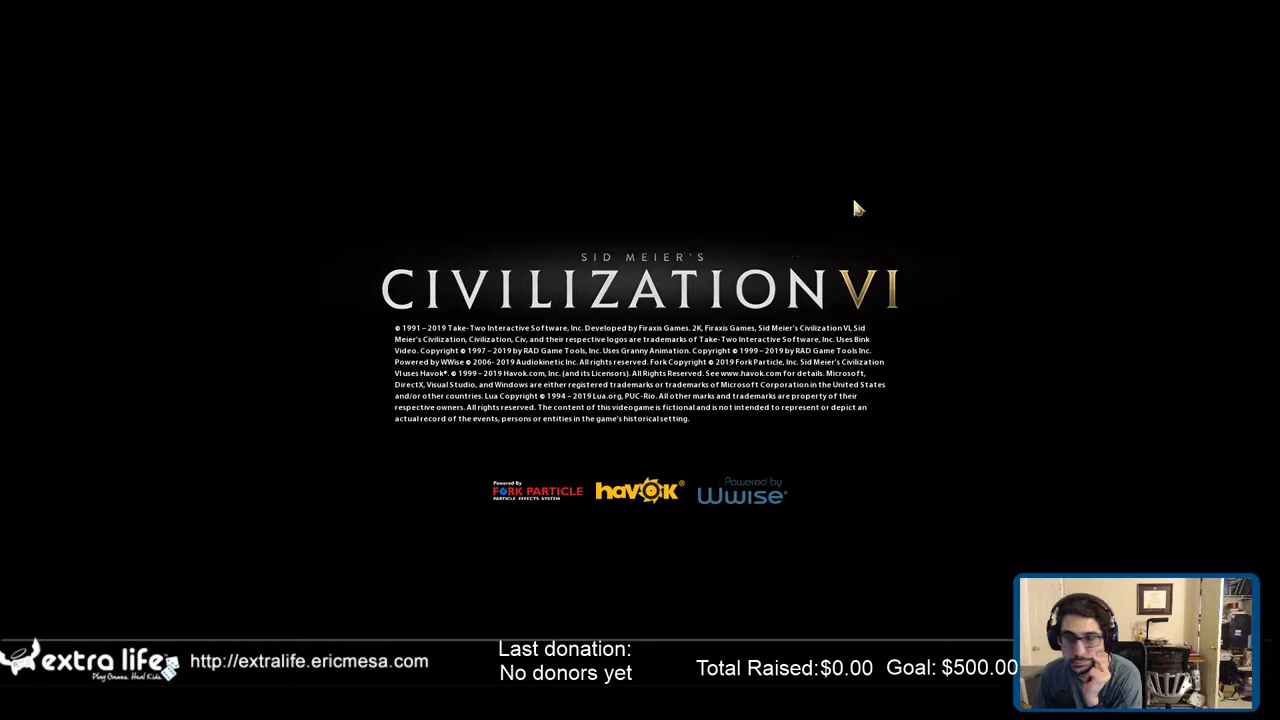 SID MEIER'S
CIVILIZATION VI
© 1991 – 2019 Take-Two Interactive Software, Inc. Developed by Firaxis Games. 2K, Firaxis Games, Sid Meier's Civilization VI, Sid
Meier's Civilization, Civilization, Civ, and their respective logos are trademarks of Take-Two Interactive Software, Inc. Uses Bink
Video. Copyright © 1997 – 2019 by RAD Game Tools, Inc. Uses Granny Animation. Copyright © 1999 – 2019 by RAD Game Tools Inc.
Powered by WWise © 2006- 2019 Audiokinetic Inc. All rights reserved. Fork Copyright © 2019 Fork Particle, Inc. Sid Meier's Civilization
VI uses Havok®. © 1999 – 2019 Havok.com, Inc. (and its Licensors). All Rights Reserved. See www.havok.com for details. Microsoft,
DirectX, Visual Studio, and Windows are either registered trademarks or trademarks of Microsoft Corporation in the United States
and/or other countries. Lua Copyright © 1994 – 2019 Lua.org, PUC-Rio. All other marks and trademarks are property of their
respective owners. All rights reserved. The content of this videogame is fictional and is not intended to represent or depict an
actual record of the events, persons or entities in the game's historical setting.
Powered By
FORK PARTICLE
PARTICLE EFFECTS SYSTEM
havok®
Powered by
Wwise®
extra life
Play Games. Heal Kids.
http://extralife.ericmesa.com
Last donation:
No donors yet
Total Raised:$0.00
Goal: $500.00